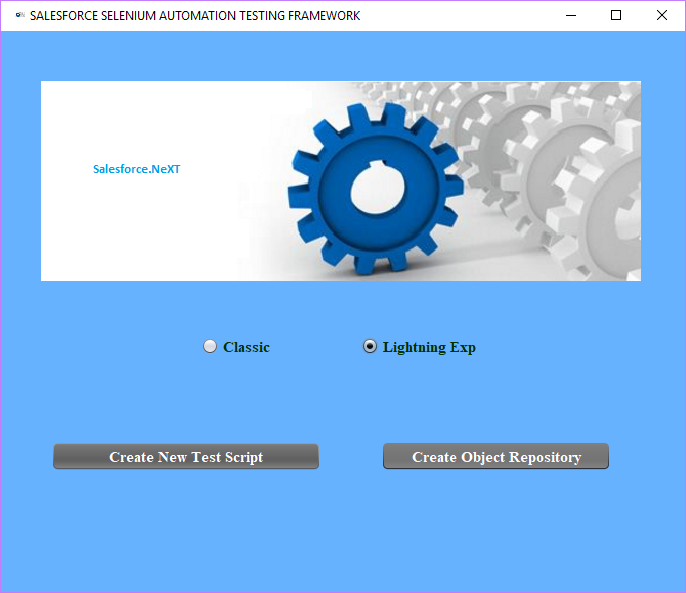 SALESFORCE SELENIUM AUTOMATION TESTING FRAMEWORK
Salesforce.NeXT
Classic
Lightning Exp
Create New Test Script
Create Object Repository